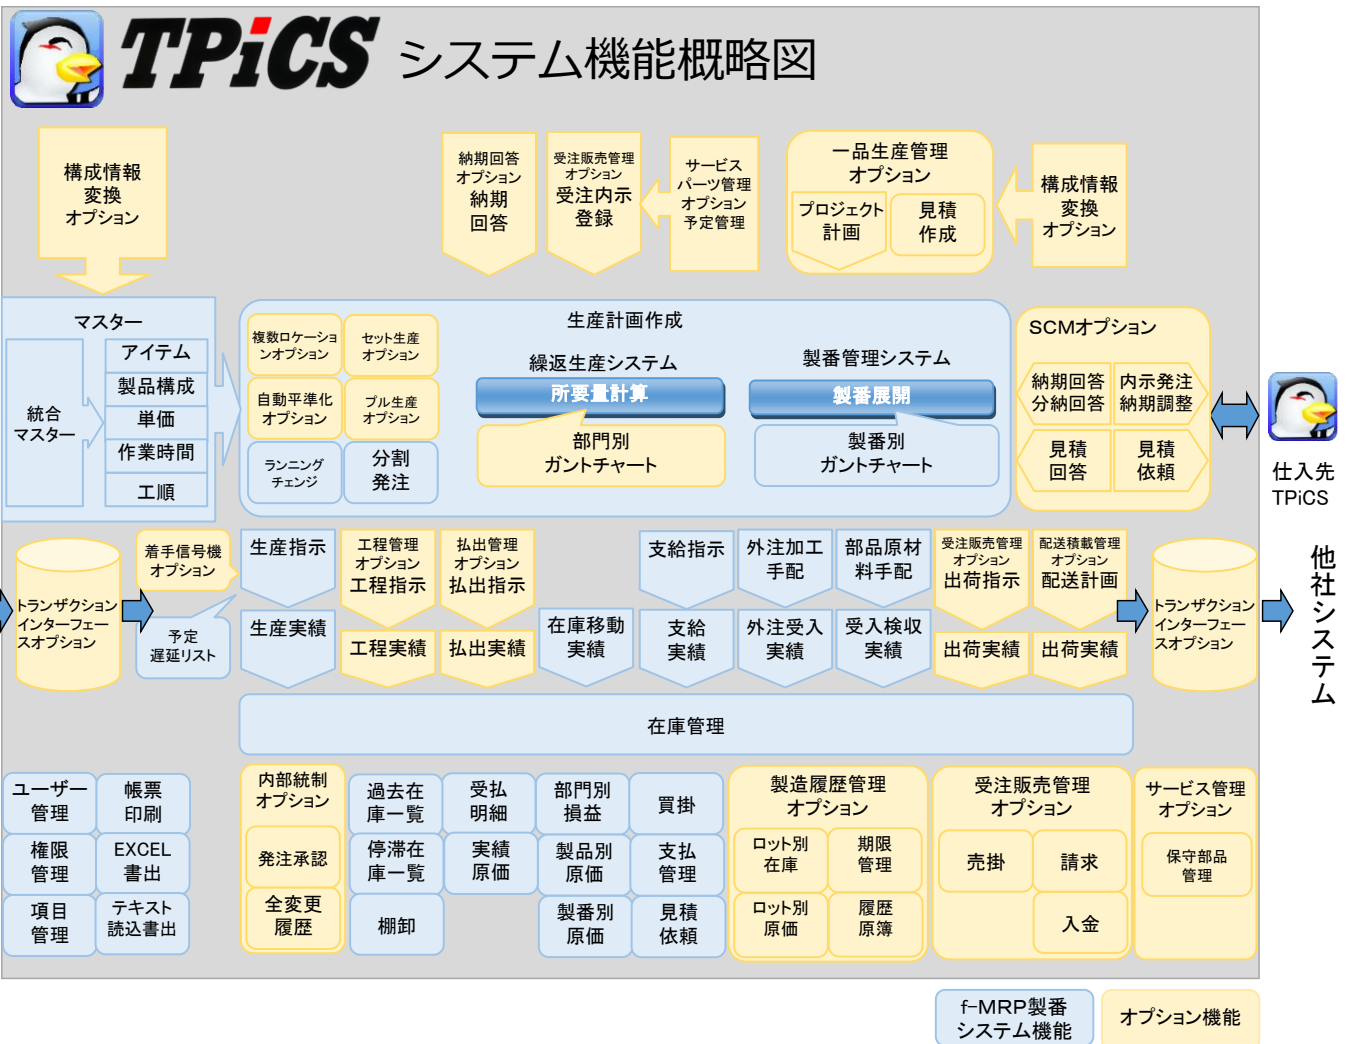 TPiCS システム機能概略図
構成情報
変換
オプション
納期回答
オプション
納期
回答
受注販売管理
オプション
受注内示
登録
サービス
パーツ管理
オプション
予定管理
一品生産管理
オプション
プロジェクト
計画
見積
作成
構成情報
変換
オプション
マスター
統合
マスター
アイテム
製品構成
単価
作業時間
工順
生産計画作成
複数ロケーショ
ンオプション
セット生産
オプション
自動平準化
オプション
プル生産
オプション
ランニング
チェンジ
分割
発注
繰返生産システム
所要量計算
部門別
ガントチャート
製番管理システム
製番展開
製番別
ガントチャート
SCMオプション
納期回答
分納回答
内示発注
納期調整
見積
回答
見積
依頼
仕入先
TPiCS
トランザクション
インターフェー
スオプション
着手信号機
オプション
予定
遅延リスト
生産指示
生産実績
工程管理
オプション
工程指示
工程実績
払出管理
オプション
払出指示
払出実績
在庫移動
実績
支給指示
支給
実績
外注加工
手配
外注受入
実績
部品原材
料手配
受入検収
実績
受注販売管理
オプション
出荷指示
出荷実績
配送積載管理
オプション
配送計画
出荷実績
トランザクション
インターフェー
スオプション
他社システム
在庫管理
ユーザー
管理
帳票
印刷
権限
管理
EXCEL
書出
項目
管理
テキスト
読込書出
内部統制
オプション
発注承認
全変更
履歴
過去在
庫一覧
停滞在
庫一覧
棚卸
受払
明細
実績
原価
部門別
損益
製品別
原価
製番別
原価
買掛
支払
管理
見積
依頼
製造履歴管理
オプション
ロット別
在庫
期限
管理
ロット別
原価
履歴
原簿
受注販売管理
オプション
売掛
請求
入金
サービス管理
オプション
保守部品
管理
f-MRP製番
システム機能
オプション機能